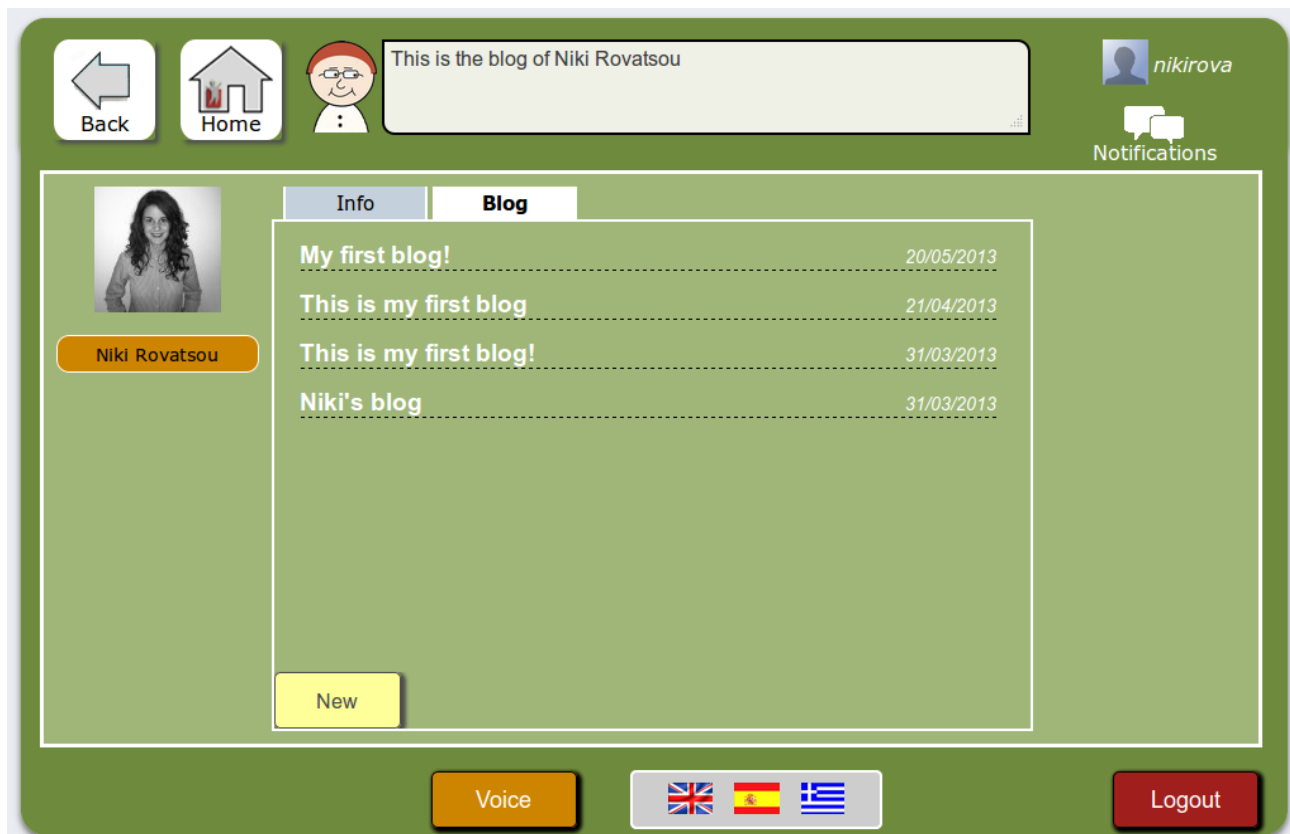 Back
Home
This is the blog of Niki Rovatsou
nikirova
Notifications
Niki Rovatsou
Info
Blog
My first blog!
20/05/2013
This is my first blog
21/04/2013
This is my first blog!
31/03/2013
Niki's blog
31/03/2013
New
Voice
Logout